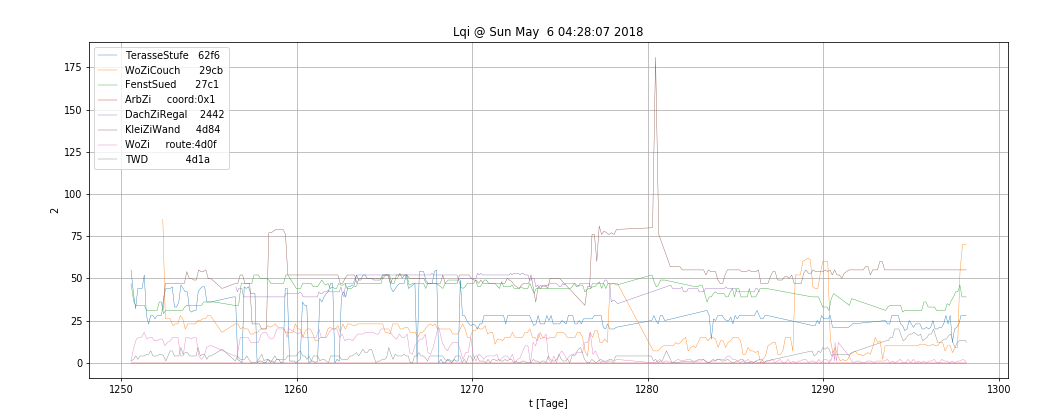 Lqi @ Sun May  6 04:28:07 2018
TerasseStufe   62f6
WoZiCouch      29cb
FenstSued      27c1
ArbZi     coord:0x1
DachZiRegal    2442
KleiZiWand     4d84
WoZi     route:4d0f
TWD            4d1a
175
150
125
100
75
50
25
0
2
1250
1260
1270
1280
1290
1300
t [Tage]